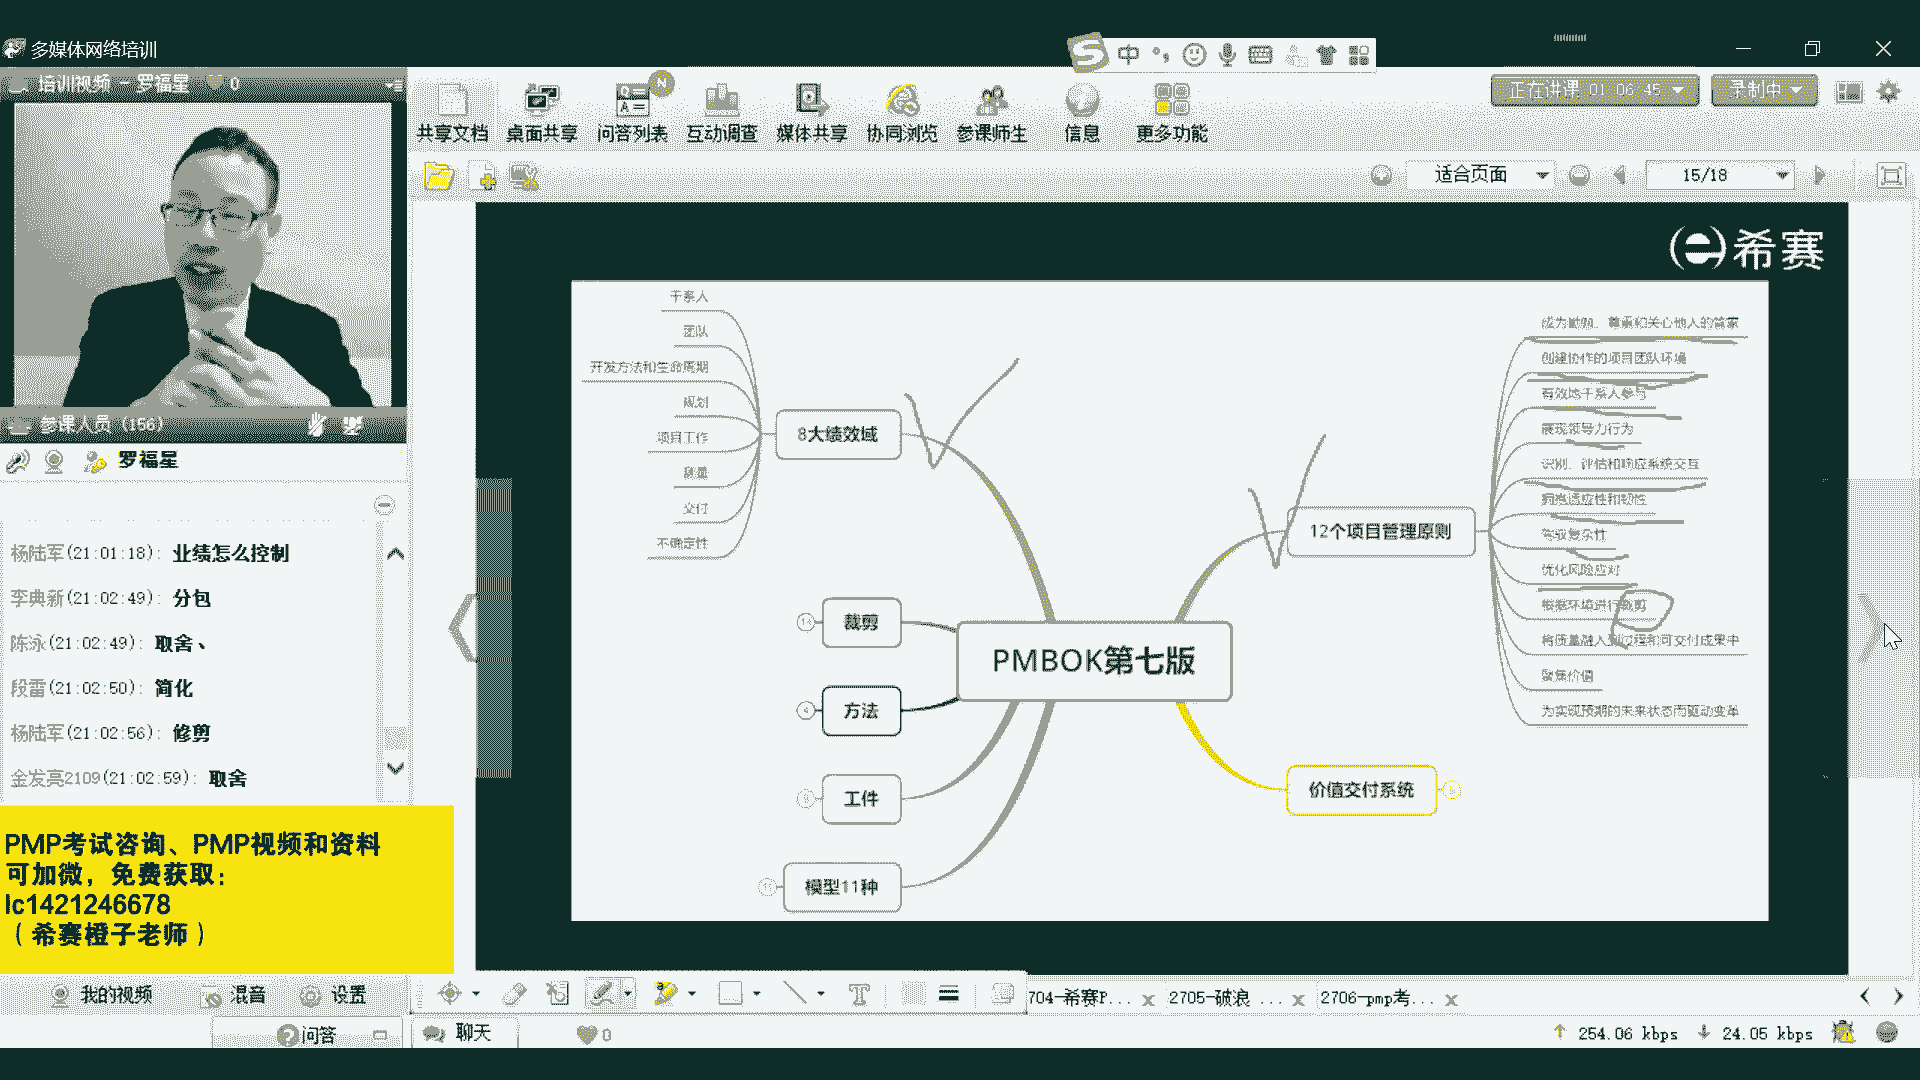 多媒体网络培训
培训视频 - 罗福星 0
共享文档 桌面共享 问答列表 互动调查 媒体共享 协同浏览 参课师生 信息 更多功能
中
正在讲课 01:06:45
录制中
适合页面
15/18
参课人员 (156)
罗福星
杨陆军(21:01:18): 业绩怎么控制
李典新(21:02:49): 分包
陈泳(21:02:49): 取舍、
段雷(21:02:50): 简化
杨陆军(21:02:56): 修剪
金发亮2109(21:02:59): 取舍
PMP考试咨询、PMP视频和资料
可加微，免费获取：
lc1421246678
（希赛橙子老师）
我的视频 混音 设置
问答
希赛
干系人
团队
开发方法和生命周期
规划
项目工作
测量
交付
不确定性
8大绩效域
裁剪
方法
工件
模型11种
PMBOK第七版
12个项目管理原则
成为勤勉、尊重和关心他人的管家
创建协作的项目团队环境
有效地干系人参与
展现领导力行为
识别、评估和响应系统交互
拥抱适应性和韧性
驾驭复杂性
优化风险应对
根据环境进行裁剪
将质量融入到过程和可交付成果中
聚焦价值
为实现预期的未来状态而驱动变革
价值交付系统
704-希赛P... 2705-破浪 ... 2706-pmp考...
聊天
0
254.06 kbps 24.05 kbps